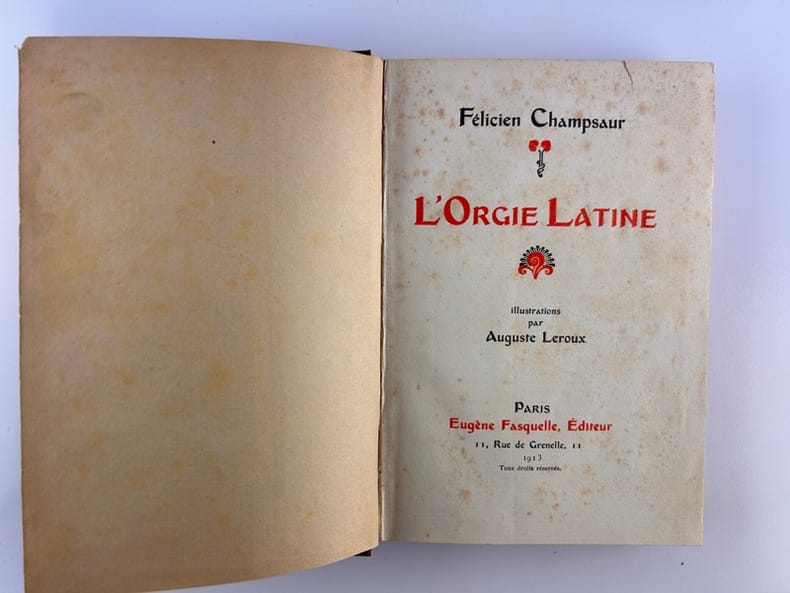 Félicien Champsaur
L'Orgie Latine
illustrations
par
Auguste Leroux
Paris
Eugène Fasquelle, Éditeur
11, Rue de Grenelle, 11
1913
Tous droits réservés.